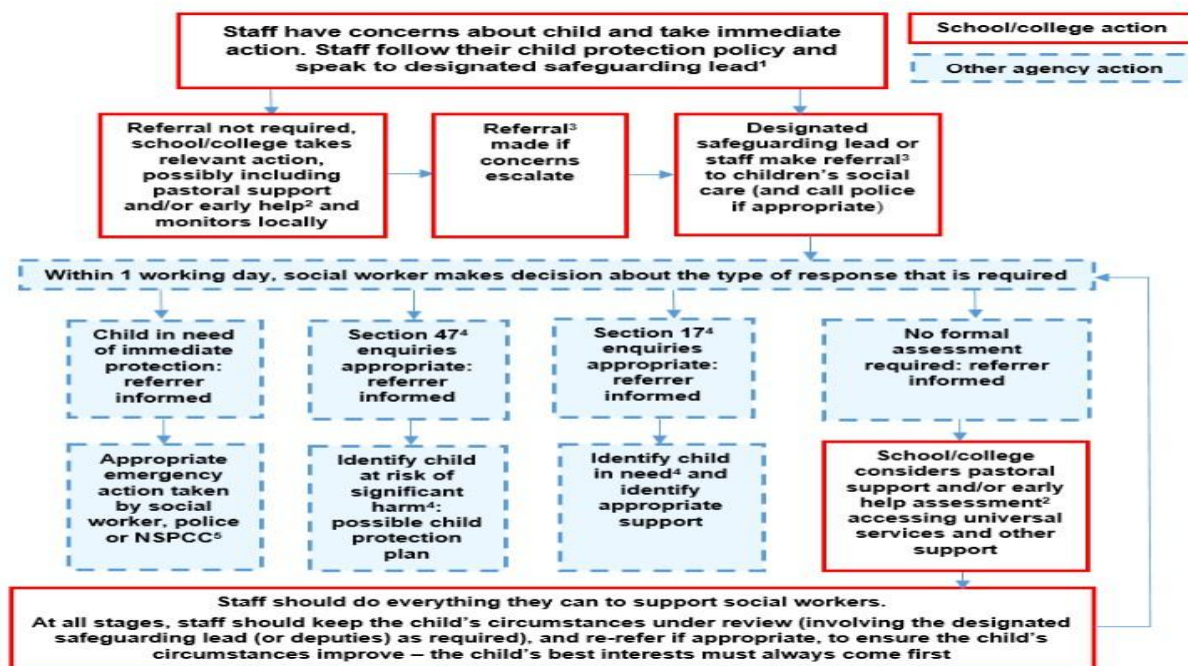 Staff have concerns about child and take immediate
action. Staff follow their child protection policy and
speak to designated safeguarding lead¹
School/college action
Other agency action
Referral not required,
school/college takes
relevant action,
possibly including
pastoral support
and/or early help² and
monitors locally
Referral³
made if
concerns
escalate
Designated
safeguarding lead or
staff make referral³
to children’s social
care (and call police
if appropriate)
Within 1 working day, social worker makes decision about the type of response that is required
Child in need
of immediate
protection:
referrer
informed
Section 47⁴
enquiries
appropriate:
referrer
informed
Section 17⁴
enquiries
appropriate:
referrer
informed
No formal
assessment
required: referrer
informed
Appropriate
emergency
action taken
by social
worker, police
or NSPCC⁵
Identify child
at risk of
significant
harm⁴:
possible child
protection
plan
Identify child
in need⁴ and
identify
appropriate
support
School/college
considers pastoral
support and/or early
help assessment²
accessing universal
services and other
support
Staff should do everything they can to support social workers.
At all stages, staff should keep the child’s circumstances under review (involving the designated
safeguarding lead (or deputies) as required), and re-refer if appropriate, to ensure the child’s
circumstances improve – the child’s best interests must always come first